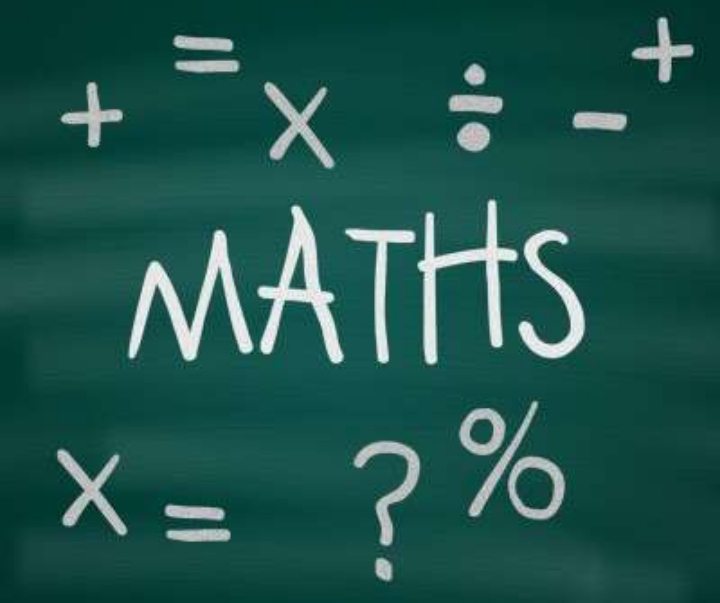 + = x ÷ - +
MATHS
x = ? %